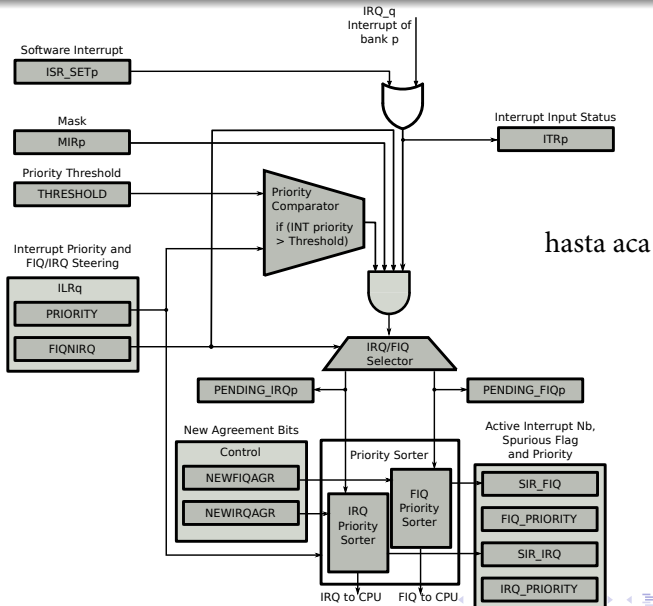 IRQ_q
Interrupt of
bank p
Software Interrupt
ISR_SETp
Mask
MIRp
Interrupt Input Status
ITRp
Priority Threshold
THRESHOLD
Priority
Comparator
if (INT priority
> Threshold)
hasta aca
Interrupt Priority and
FIQ/IRQ Steering
ILRq
PRIORITY
FIQNIRQ
IRQ/FIQ
Selector
PENDING_IRQp
PENDING_FIQp
New Agreement Bits
Control
NEWFIQAGR
NEWIRQAGR
Priority Sorter
IRQ
Priority
Sorter
FIQ
Priority
Sorter
Active Interrupt Nb,
Spurious Flag
and Priority
SIR_FIQ
FIQ_PRIORITY
SIR_IRQ
IRQ_PRIORITY
IRQ to CPU
FIQ to CPU